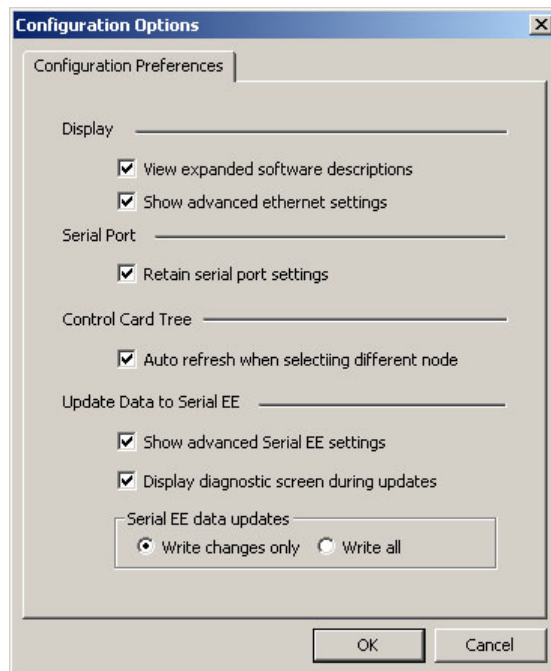 Configuration Options
Configuration Preferences
Display
View expanded software descriptions
Show advanced ethernet settings
Serial Port
Retain serial port settings
Control Card Tree
Auto refresh when selectiing different node
Update Data to Serial EE
Show advanced Serial EE settings
Display diagnostic screen during updates
Serial EE data updates
Write changes only Write all
OK Cancel